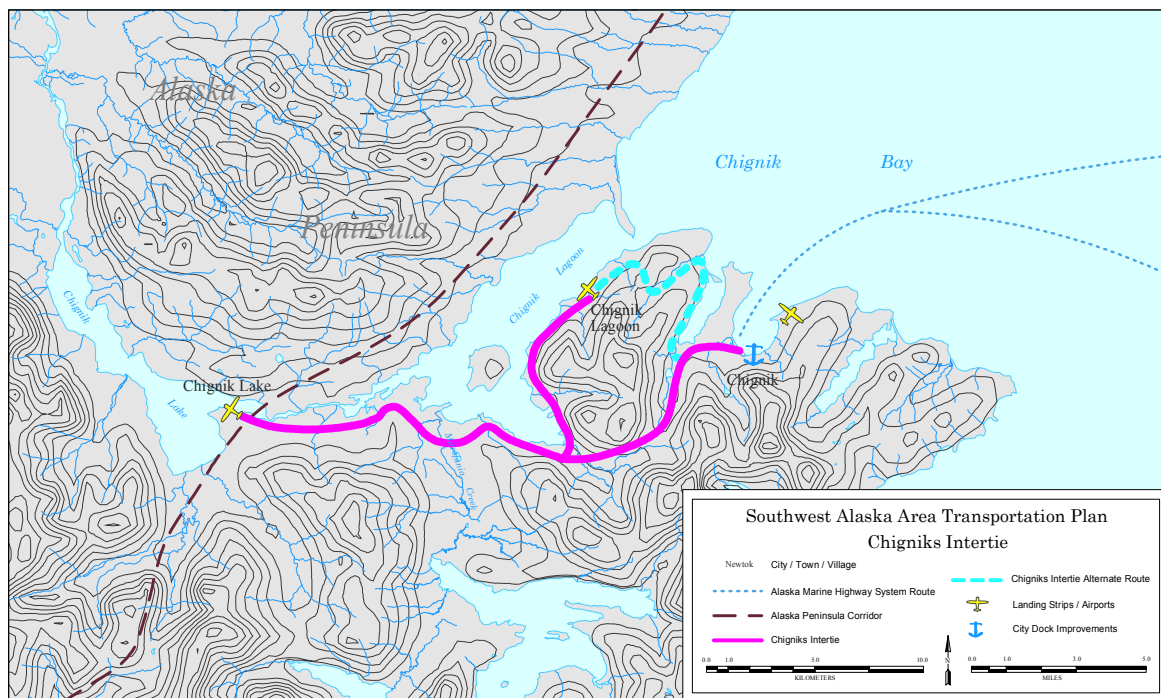 Alaska
Peninsula
Chignik Bay
Chignik
Lagoon
Chignik
Lagoon
Chignik
Lake
Chignik Lake
Chignik
Creek
Southwest Alaska Area Transportation Plan
Chigniks Intertie
Newtok City / Town / Village
Alaska Marine Highway System Route
Alaska Peninsula Corridor
Chigniks Intertie
Chigniks Intertie Alternate Route
Landing Strips / Airports
City Dock Improvements
N
0.0 1.0 5.0 10.0
KILOMETERS
0.0 1.0 3.0 5.0
MILES